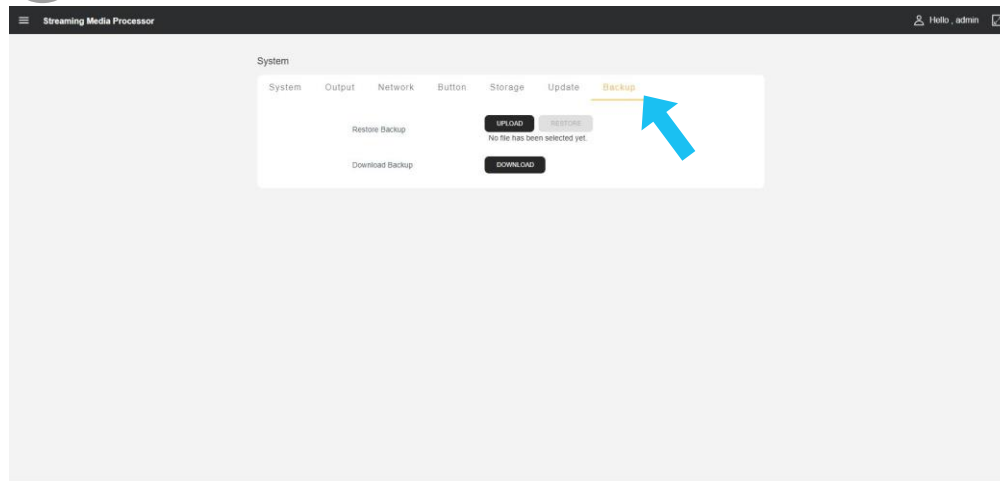 Streaming Media Processor
Hello , admin
System
System Output Network Button Storage Update Backup
Restore Backup UPLOAD RESTORE
No file has been selected yet.
Download Backup DOWNLOAD